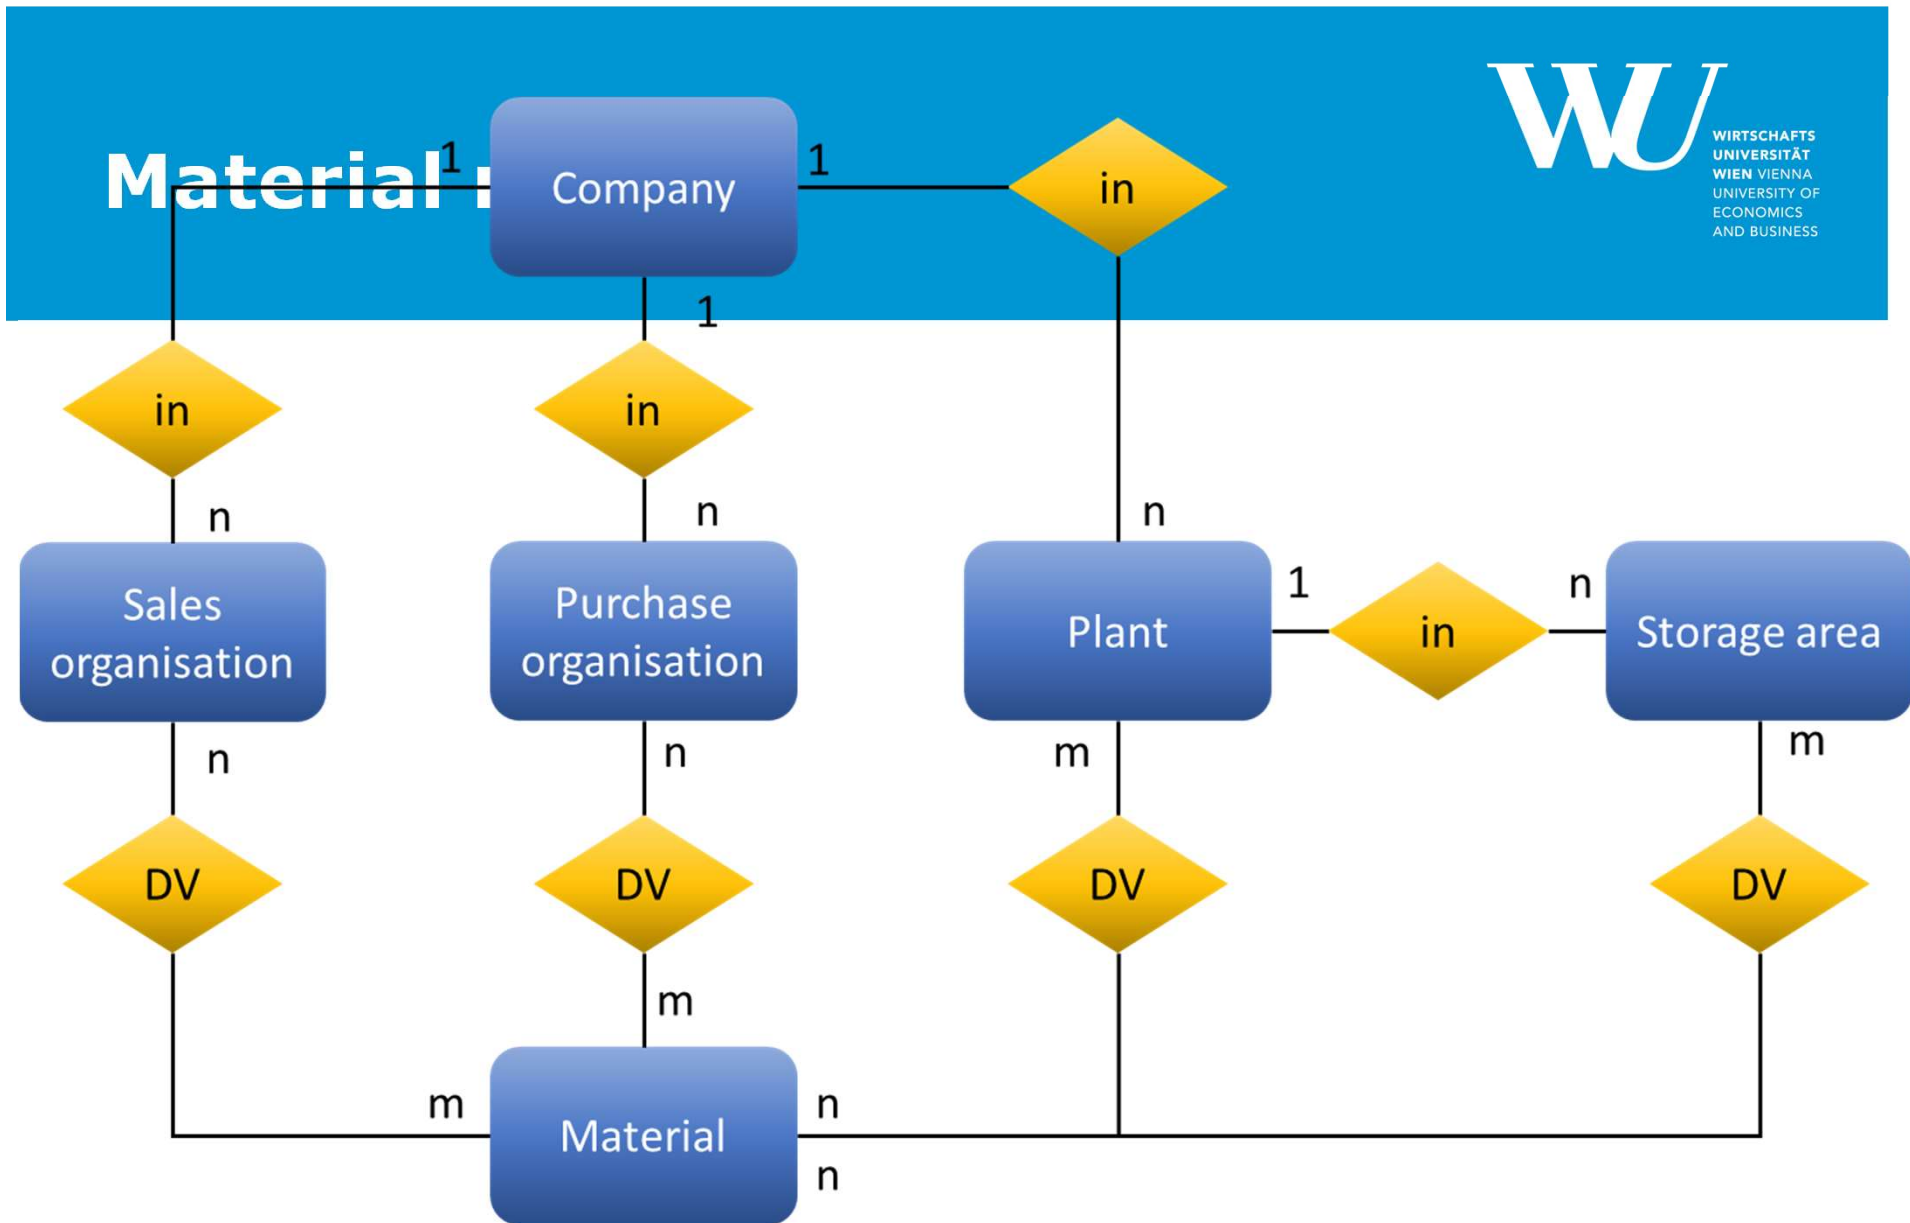 Material
1
Company
1
in
WU
WIRTSCHAFTS
UNIVERSITÄT
WIEN VIENNA
UNIVERSITY OF
ECONOMICS
AND BUSINESS
1
in
in
n
n
n
Sales
organisation
Purchase
organisation
Plant
1
in
n
Storage area
n
n
m
m
DV
DV
DV
DV
m
m
Material
n
n